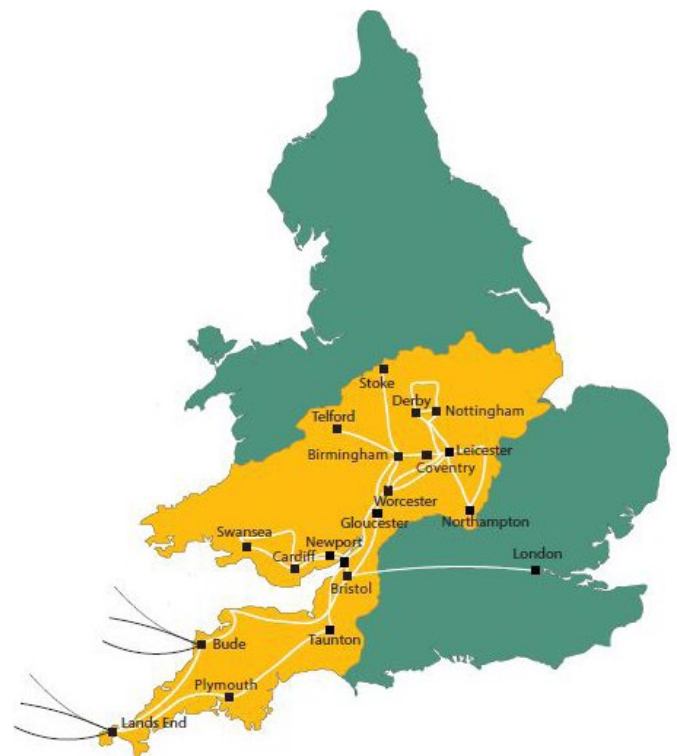 Stoke
Derby
Nottingham
Telford
Birmingham
Leicester
Coventry
Worcester
Gloucester
Northampton
Swansea
Newport
Cardiff
London
Bristol
Taunton
Bude
Plymouth
Lands End